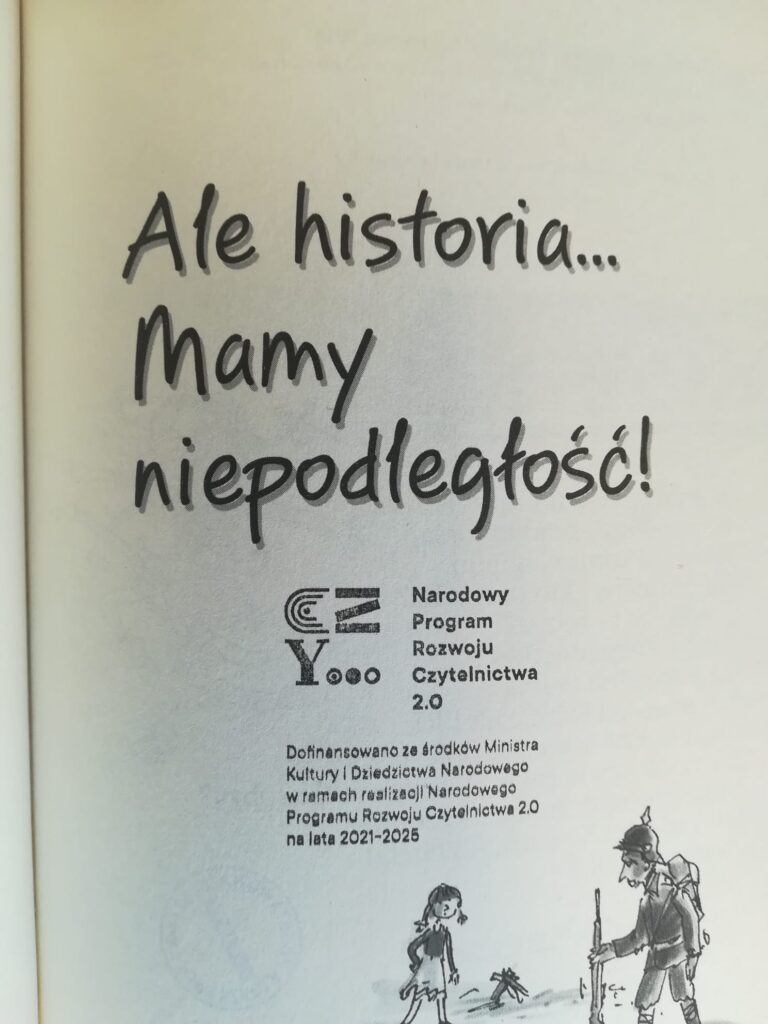 Ale historia...
Mamy
niepodległość!
CZ
Y...
Narodowy
Program
Rozwoju
Czytelnictwa
2.0
Dofinansowano ze środków Ministra
Kultury i Dziedzictwa Narodowego
w ramach realizacji Narodowego
Programu Rozwoju Czytelnictwa 2.0
na lata 2021-2025